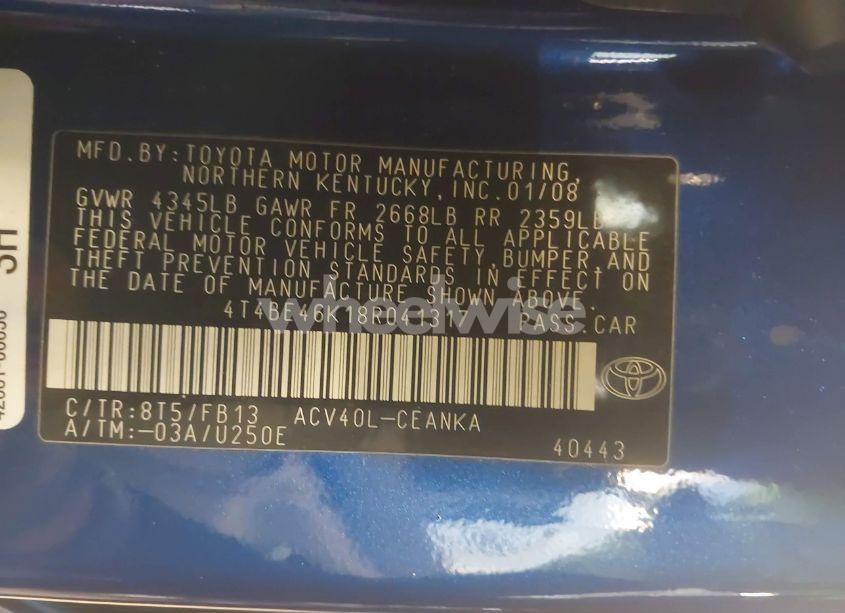 MFD.BY:TOYOTA MOTOR MANUFACTURING,
NORTHERN KENTUCKY,INC.01/08
GVWR 4345LB GAWR FR 2668LB RR 2359LB
THIS VEHICLE CONFORMS TO ALL APPLICABLE
FEDERAL MOTOR VEHICLE SAFETY,BUMPER,AND
THEFT PREVENTION STANDARDS IN EFFECT ON
THE DATE OF MANUFACTURE SHOWN ABOVE.
4T4BE46K18R041317 PASS.CAR
wheelwise
C/TR:8T5/FB13 ACV40L-CEANKA
A/TM:-03A/U250E
40443